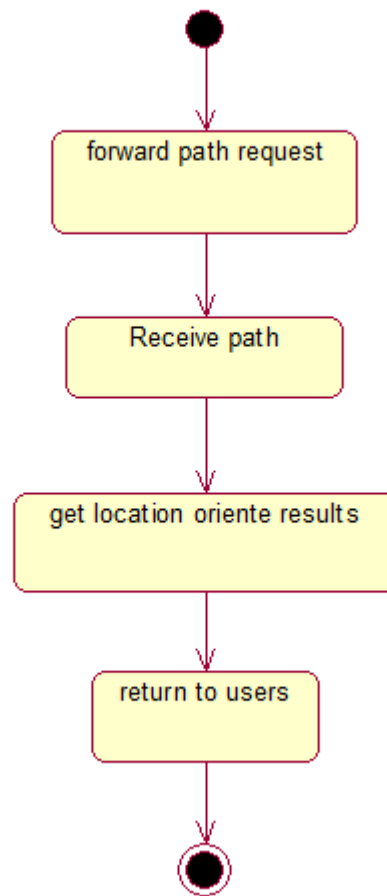 forward path request
Receive path
get location oriente results
return to users